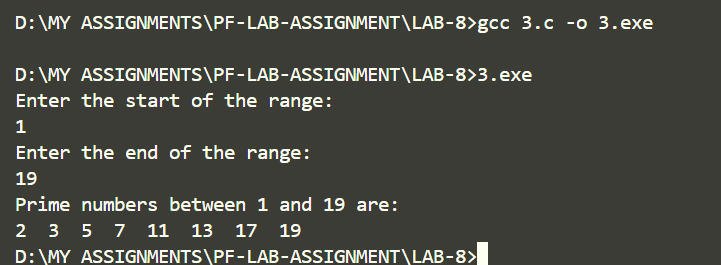 D:\MY ASSIGNMENTS\PF-LAB-ASSIGNMENT\LAB-8>gcc 3.c -o 3.exe
D:\MY ASSIGNMENTS\PF-LAB-ASSIGNMENT\LAB-8>3.exe
Enter the start of the range:
1
Enter the end of the range:
19
Prime numbers between 1 and 19 are:
2  3  5  7  11  13  17  19
D:\MY ASSIGNMENTS\PF-LAB-ASSIGNMENT\LAB-8>